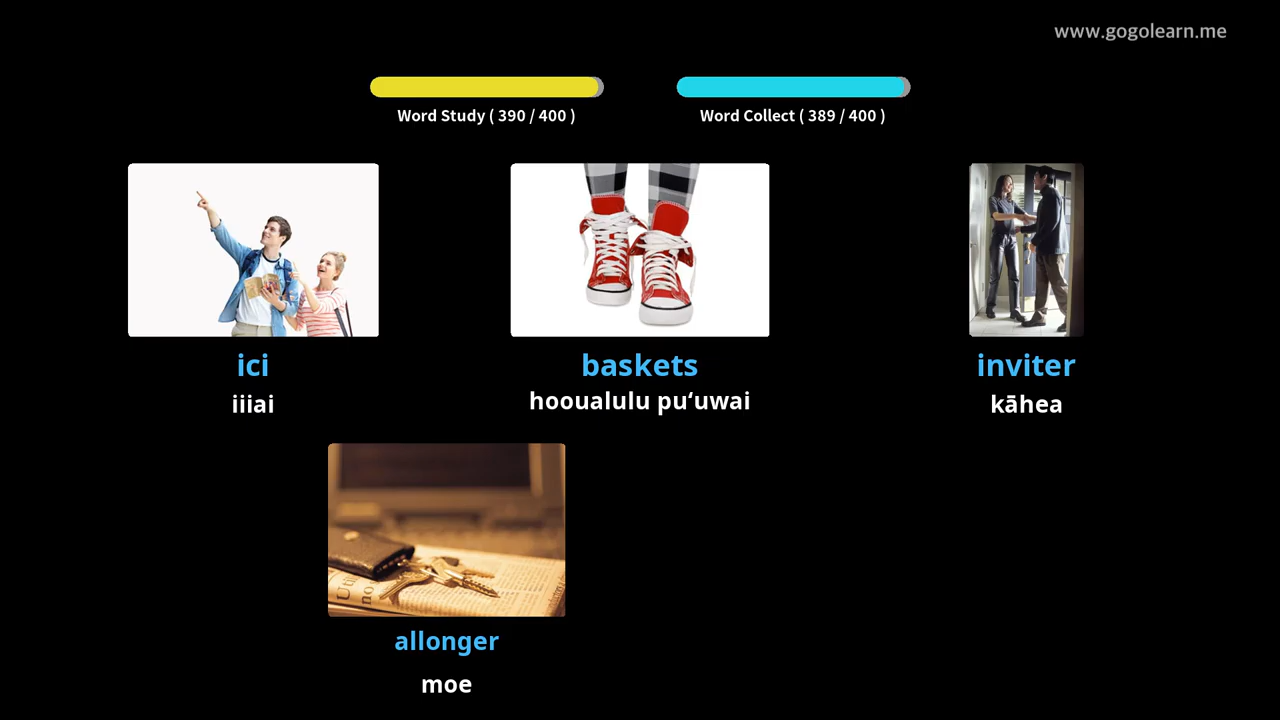 www.gogolearn.me
Word Study ( 390 / 400 )
Word Collect ( 389 / 400 )
ici
iiiai
baskets
hooualulu puʻuwai
inviter
kāhea
allonger
moe